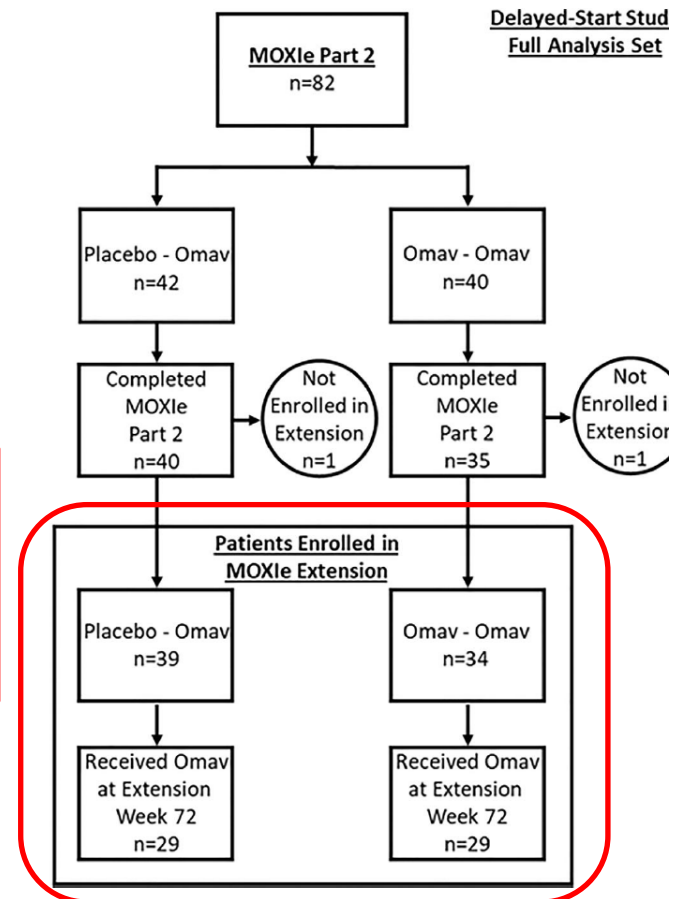 Delayed-Start Stud
Full Analysis Set
MOXIe Part 2
n=82
Placebo - Omav
n=42
Omav - Omav
n=40
Completed
MOXIe
Part 2
n=40
Not
Enrolled in
Extension
n=1
Completed
MOXIe
Part 2
n=35
Not
Enrolled i
Extension
n=1
Patients Enrolled in
MOXIe Extension
Placebo - Omav
n=39
Omav - Omav
n=34
Received Omav
at Extension
Week 72
n=29
Received Omav
at Extension
Week 72
n=29